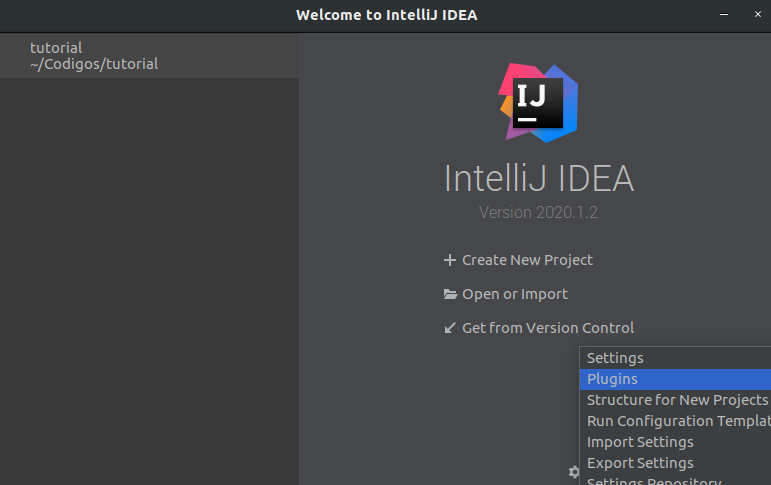 Welcome to IntelliJ IDEA
tutorial
~/Codigos/tutorial
IJ
IntelliJ IDEA
Version 2020.1.2
Create New Project
Open or Import
Get from Version Control
Settings
Plugins
Structure for New Projects
Run Configuration Templat
Import Settings
Export Settings
Settings Repository